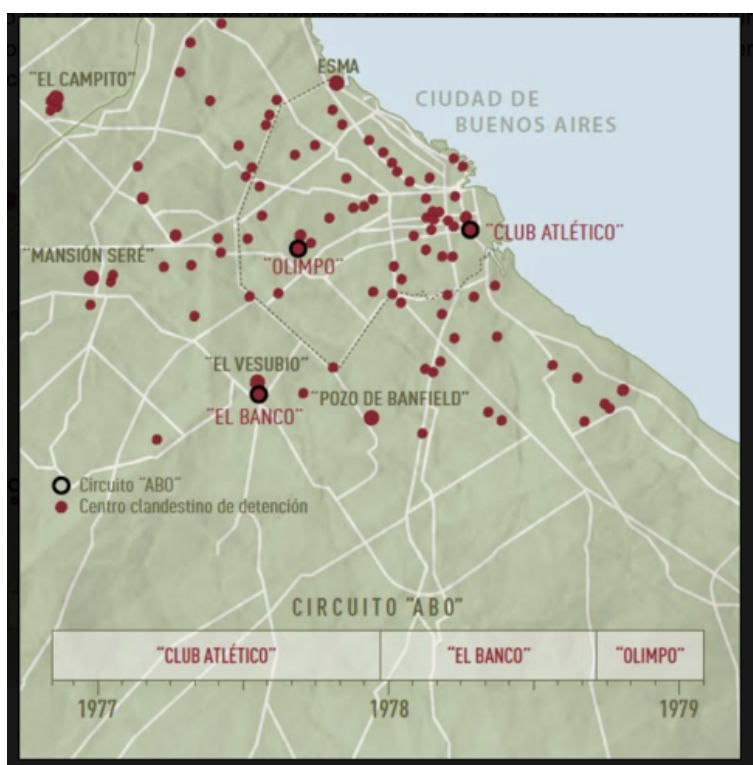 "EL CAMPITO"
ESMA
CIUDAD DE
BUENOS AIRES
"CLUB ATLÉTICO"
"MANSIÓN SERÉ"
"OLIMPO"
"EL VESUBIO"
"EL BANCO"
"POZO DE BANFIELD"
Circuito "ABO"
Centro clandestino de detención
CIRCUITO "ABO"
"CLUB ATLÉTICO" "EL BANCO" "OLIMPO"
1977 1978 1979